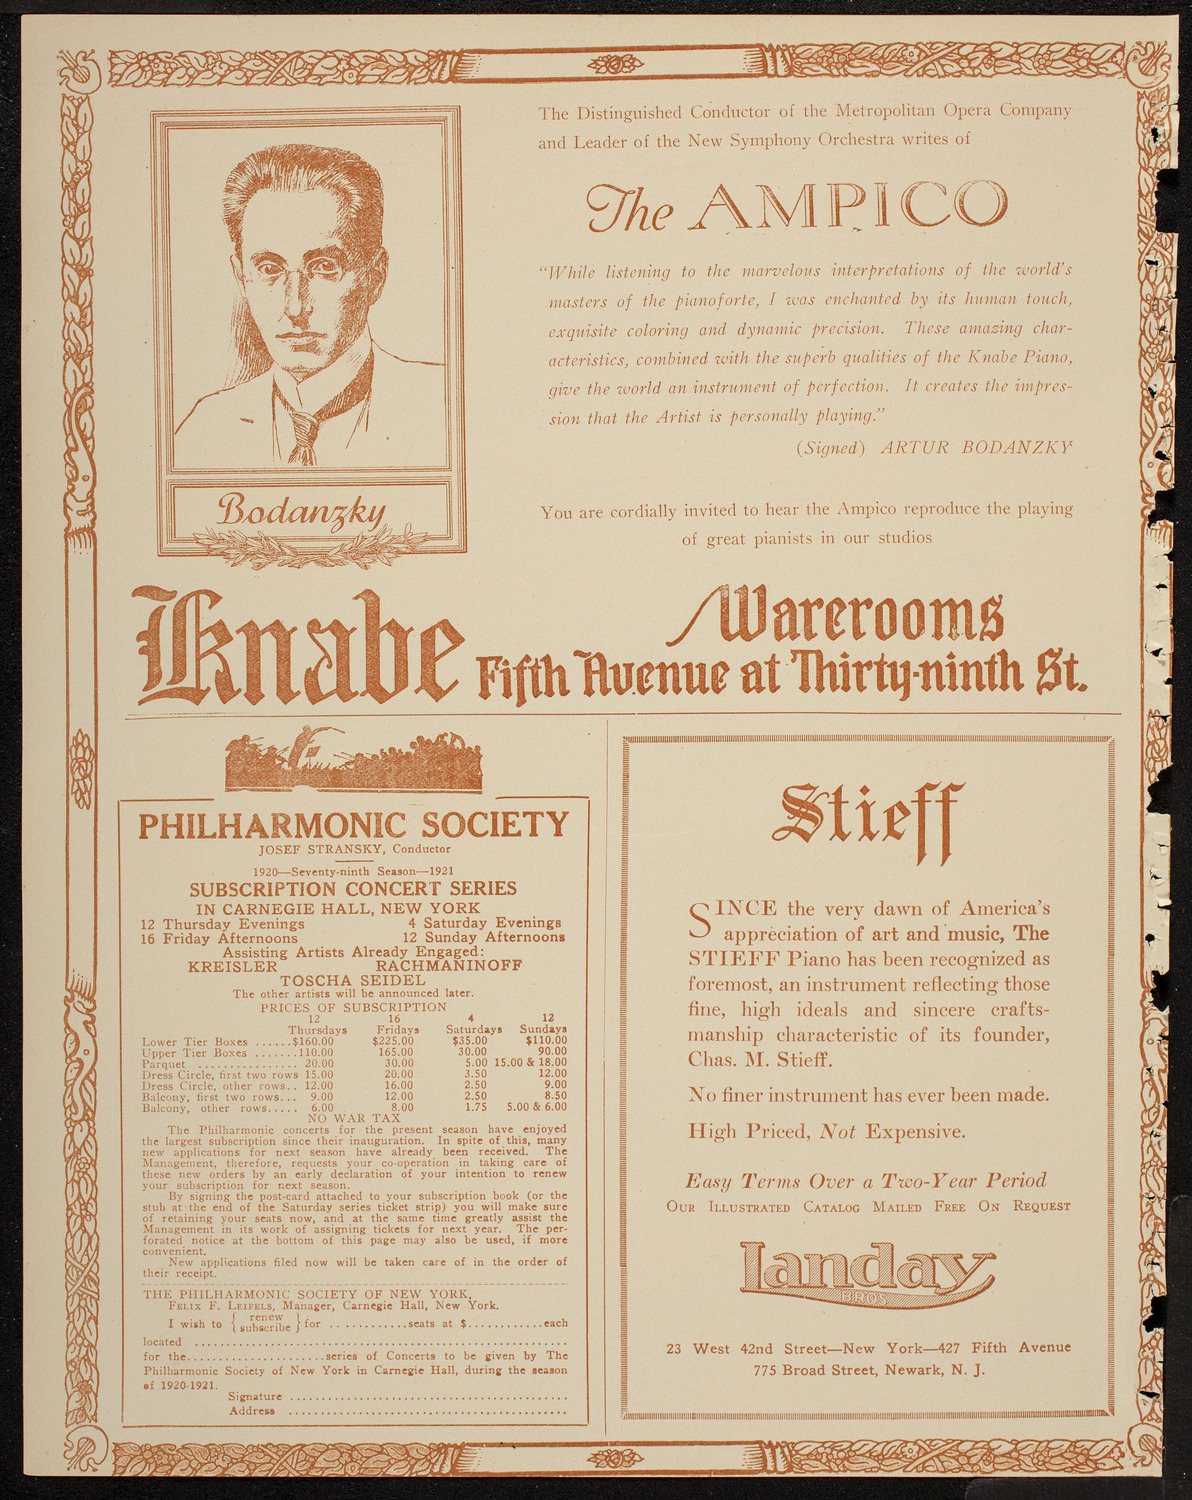 The Distinguished Conductor of the Metropolitan Opera Company
and Leader of the New Symphony Orchestra writes of
The AMPICO
"While listening to the marvelous interpretations of the world's
masters of the pianoforte, I was enchanted by its human touch,
exquisite coloring and dynamic precision. These amazing char-
acteristics, combined with the superb qualities of the Knabe Piano,
give the world an instrument of perfection. It creates the impres-
sion that the Artist is personally playing."
(Signed) ARTUR BODANZKY
Bodanzky
You are cordially invited to hear the Ampico reproduce the playing
of great pianists in our studios
Knabe
Warerooms
Fifth Avenue at Thirty-ninth St.
PHILHARMONIC SOCIETY
JOSEF STRANSKY, Conductor
1920—Seventy-ninth Season—1921
SUBSCRIPTION CONCERT SERIES
IN CARNEGIE HALL, NEW YORK
12 Thursday Evenings 4 Saturday Evenings
16 Friday Afternoons 12 Sunday Afternoons
Assisting Artists Already Engaged:
KREISLER RACHMANINOFF
TOSCHA SEIDEL
The other artists will be announced later.
PRICES OF SUBSCRIPTION
12 16 4 12
Thursdays Fridays Saturdays Sundays
Lower Tier Boxes ......$160.00 $225.00 $35.00 $110.00
Upper Tier Boxes .......110.00 165.00 30.00 90.00
Parquet ................ 20.00 30.00 5.00 15.00 & 18.00
Dress Circle, first two rows 15.00 20.00 3.50 12.00
Dress Circle, other rows.. 12.00 16.00 2.50 9.00
Balcony, first two rows... 9.00 12.00 2.50 8.50
Balcony, other rows..... 6.00 8.00 1.75 5.00 & 6.00
NO WAR TAX
The Philharmonic concerts for the present season have enjoyed
the largest subscription since their inauguration. In spite of this, many
new applications for next season have already been received. The
Management, therefore, requests your co-operation in taking care of
these new orders by an early declaration of your intention to renew
your subscription for next season.
By signing the post-card attached to your subscription book (or the
stub at the end of the Saturday series ticket strip) you will make sure
of retaining your seats now, and at the same time greatly assist the
Management in its work of assigning tickets for next year. The per-
forated notice at the bottom of this page may also be used, if more
convenient.
New applications filed now will be taken care of in the order of
their receipt.
THE PHILHARMONIC SOCIETY OF NEW YORK,
FELIX F. LEIFELS, Manager, Carnegie Hall, New York.
I wish to { renew subscribe } for ............seats at $............each
located ............................................................
for the......................series of Concerts to be given by The
Philharmonic Society of New York in Carnegie Hall, during the season
of 1920-1921.
Signature ............................................
Address ............................................
Stieff
SINCE the very dawn of America's
appreciation of art and music, The
STIEFF Piano has been recognized as
foremost, an instrument reflecting those
fine, high ideals and sincere crafts-
manship characteristic of its founder,
Chas. M. Stieff.
No finer instrument has ever been made.
High Priced, Not Expensive.
Easy Terms Over a Two-Year Period
OUR ILLUSTRATED CATALOG MAILED FREE ON REQUEST
Landay
BROS.
23 West 42nd Street—New York—427 Fifth Avenue
775 Broad Street, Newark, N. J.